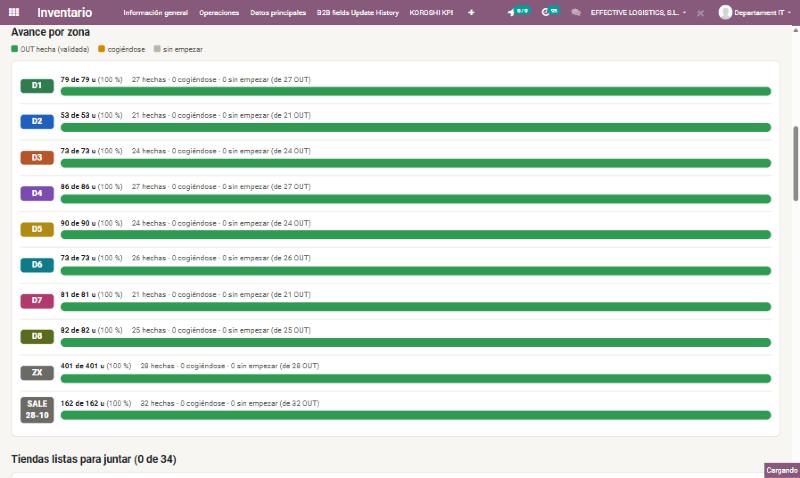 Inventario Información general Operaciones Datos principales B2B fields Update History KOROSHI KPI + EFFECTIVE LOGISTICS, S.L. Departament IT
Avance por zona
OUT hecha (validada) cogiéndose sin empezar
D1 79 de 79 u (100 %) 27 hechas · 0 cogiéndose · 0 sin empezar (de 27 OUT)
D2 53 de 53 u (100 %) 21 hechas · 0 cogiéndose · 0 sin empezar (de 21 OUT)
D3 73 de 73 u (100 %) 24 hechas · 0 cogiéndose · 0 sin empezar (de 24 OUT)
D4 86 de 86 u (100 %) 27 hechas · 0 cogiéndose · 0 sin empezar (de 27 OUT)
D5 90 de 90 u (100 %) 24 hechas · 0 cogiéndose · 0 sin empezar (de 24 OUT)
D6 73 de 73 u (100 %) 26 hechas · 0 cogiéndose · 0 sin empezar (de 26 OUT)
D7 81 de 81 u (100 %) 21 hechas · 0 cogiéndose · 0 sin empezar (de 21 OUT)
D8 82 de 82 u (100 %) 25 hechas · 0 cogiéndose · 0 sin empezar (de 25 OUT)
ZX 401 de 401 u (100 %) 28 hechas · 0 cogiéndose · 0 sin empezar (de 28 OUT)
SALE 28-10 162 de 162 u (100 %) 32 hechas · 0 cogiéndose · 0 sin empezar (de 32 OUT)
Tiendas listas para juntar (0 de 34)
Cargando